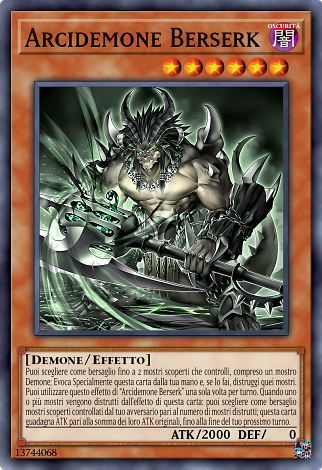 Arcidemone Berserk
OSCURITÀ
闇
[Demone/Effetto]
Puoi scegliere come bersaglio fino a 2 mostri scoperti che controlli, compreso un mostro
Demone; Evoca Specialmente questa carta dalla tua mano e, se lo fai, distruggi quei mostri.
Puoi utilizzare questo effetto di "Arcidemone Berserk" una sola volta per turno. Quando uno
o più mostri vengono distrutti dall'effetto di questa carta: puoi scegliere come bersaglio
mostri scoperti controllati dal tuo avversario pari al numero di mostri distrutti; questa carta
guadagna ATK pari alla somma dei loro ATK originali, fino alla fine del tuo prossimo turno.
ATK/2000 DEF/ 0
13744068